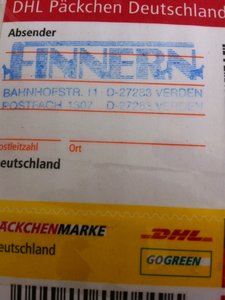 DHL Päckchen Deutschland
Absender
FINNERN
BAHNHOFSTR. 11 · D-27283 VERDEN
POSTFACH 1307 · D-27283 VERDEN
Postleitzahl Ort
Deutschland
PÄCKCHENMARKE DHL
Deutschland GOGREEN